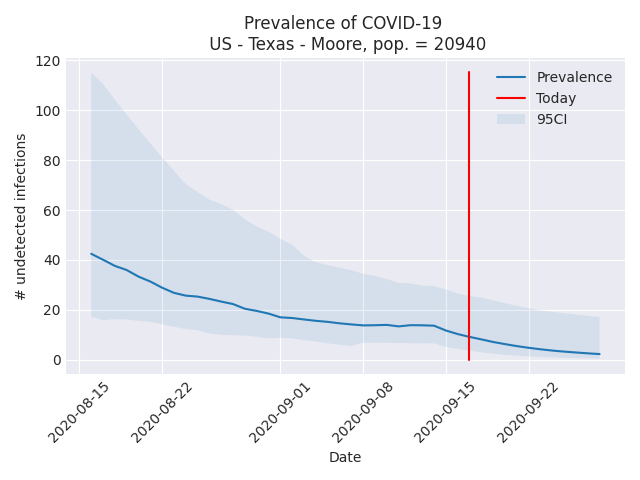 Prevalence of COVID-19
US - Texas - Moore, pop. = 20940
120
100
80
60
40
20
0
# undetected infections
Prevalence
Today
95CI
2020-08-15
2020-08-22
2020-09-01
2020-09-08
2020-09-15
2020-09-22
Date